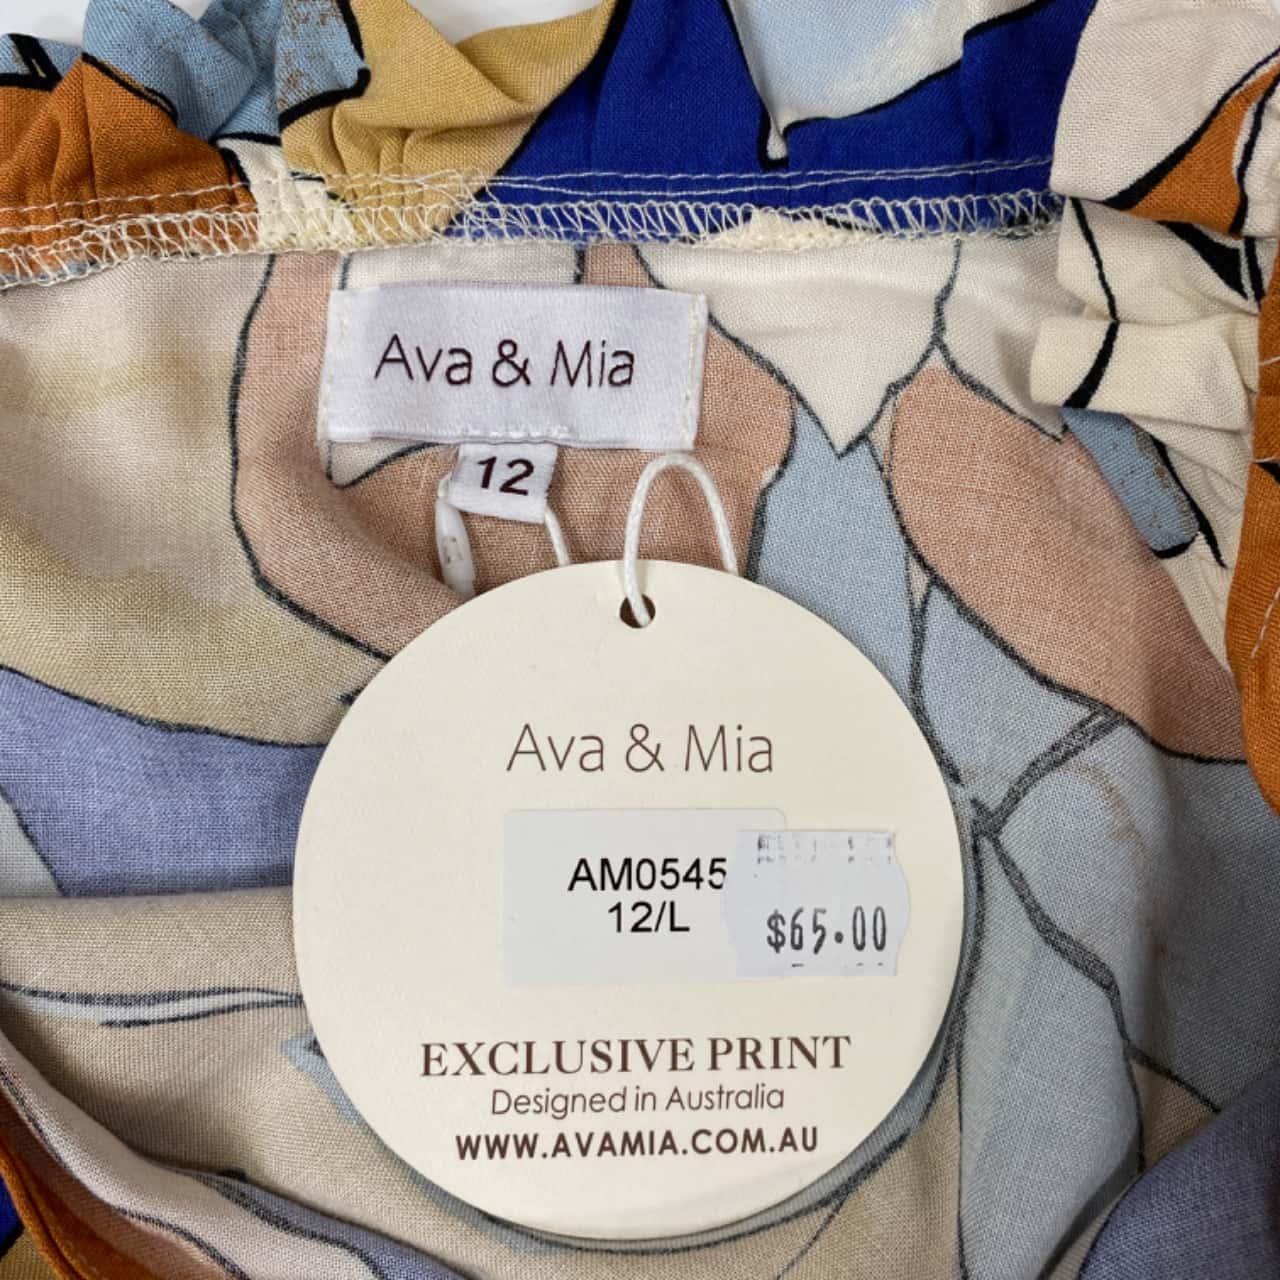 Ava & Mia
12
Ava & Mia
AM0545
12/L
$65.00
EXCLUSIVE PRINT
Designed in Australia
WWW.AVAMIA.COM.AU